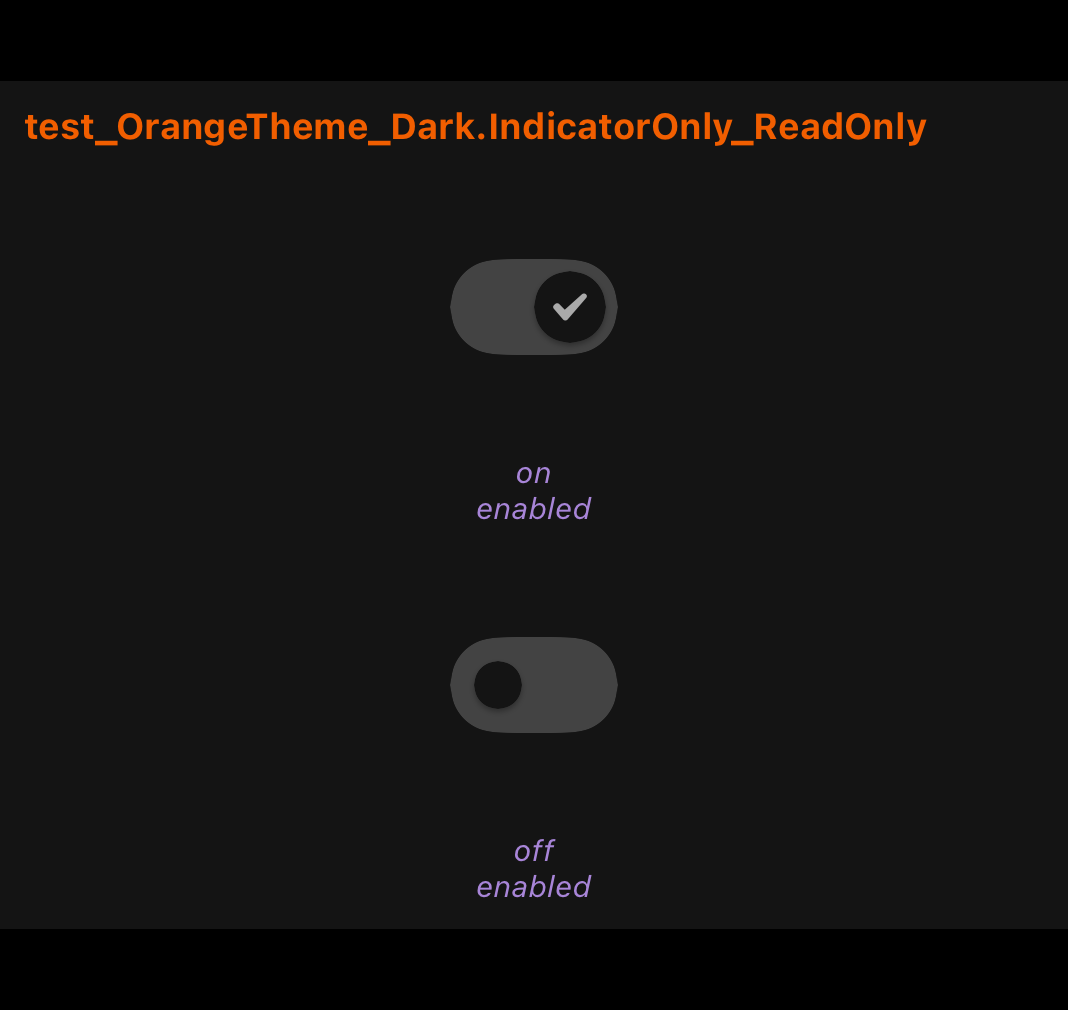 test_OrangeTheme_Dark.IndicatorOnly_ReadOnly
on
enabled
off
enabled